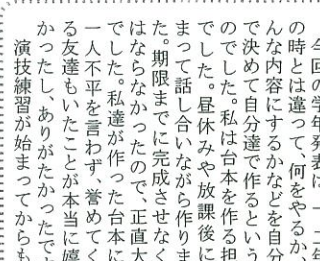 今回の学年発表は、一、二年
の時とは違って、何をやるか、
んな内容にするかなどを自分
で決めて自分達で作るという
のでした。私は台本を作る担
でした。昼休みや放課後に
まって話し合いながら作りま
た。期限までに完成させなく
はならなかったので、正直大
でした。私達が作った台本に
一人不平を言わず、誉めてく
る友達もいたことが本当に嬉
かったし、ありがたかったで
演技練習が始まってからも